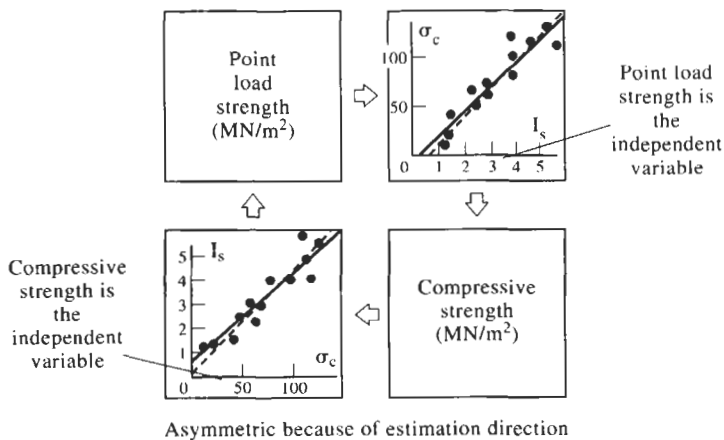 Point
load
strength
(MN/m²)
σc
100
50
Is
0 1 2 3 4 5
Point load
strength is
the
independent
variable
Compressive
strength is
the
independent
variable
Is
5
4
3
2
1
σc
0 50 100
Compressive
strength
(MN/m²)
Asymmetric because of estimation direction